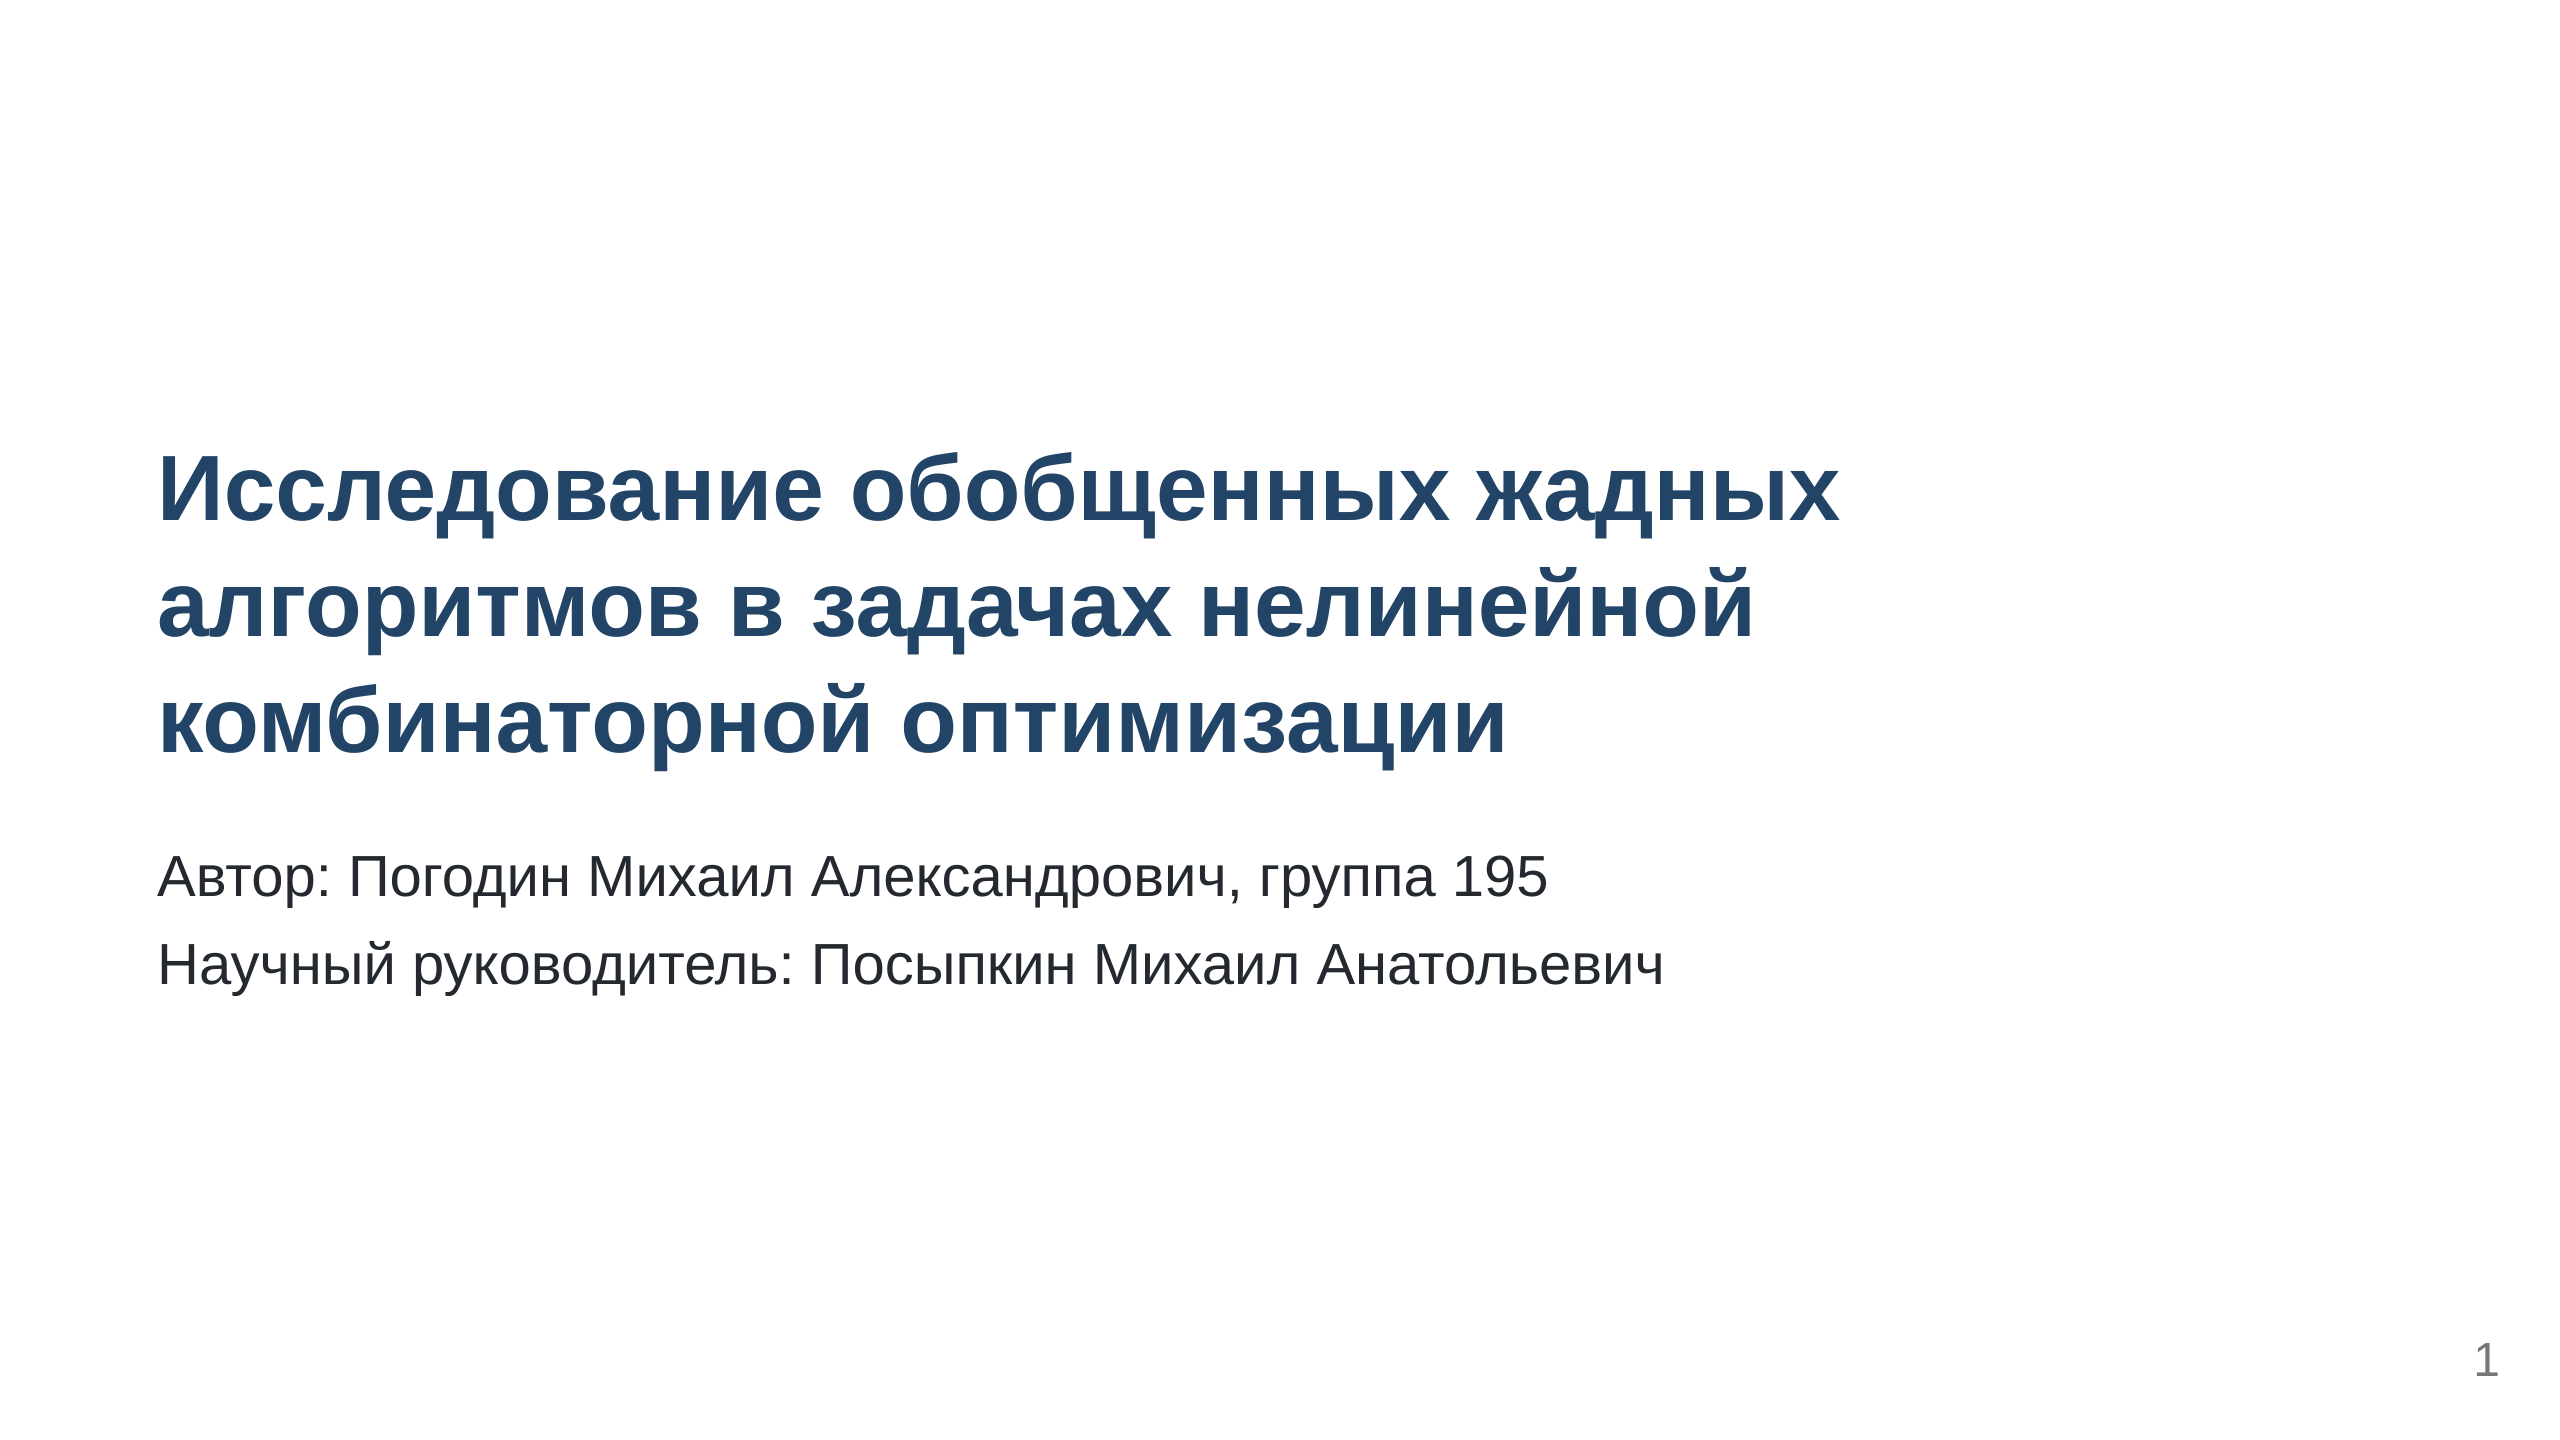 Исследование обобщенных жадных
алгоритмов в задачах нелинейной
комбинаторной оптимизации
Автор: Погодин Михаил Александрович, группа 195
Научный руководитель: Посыпкин Михаил Анатольевич
1